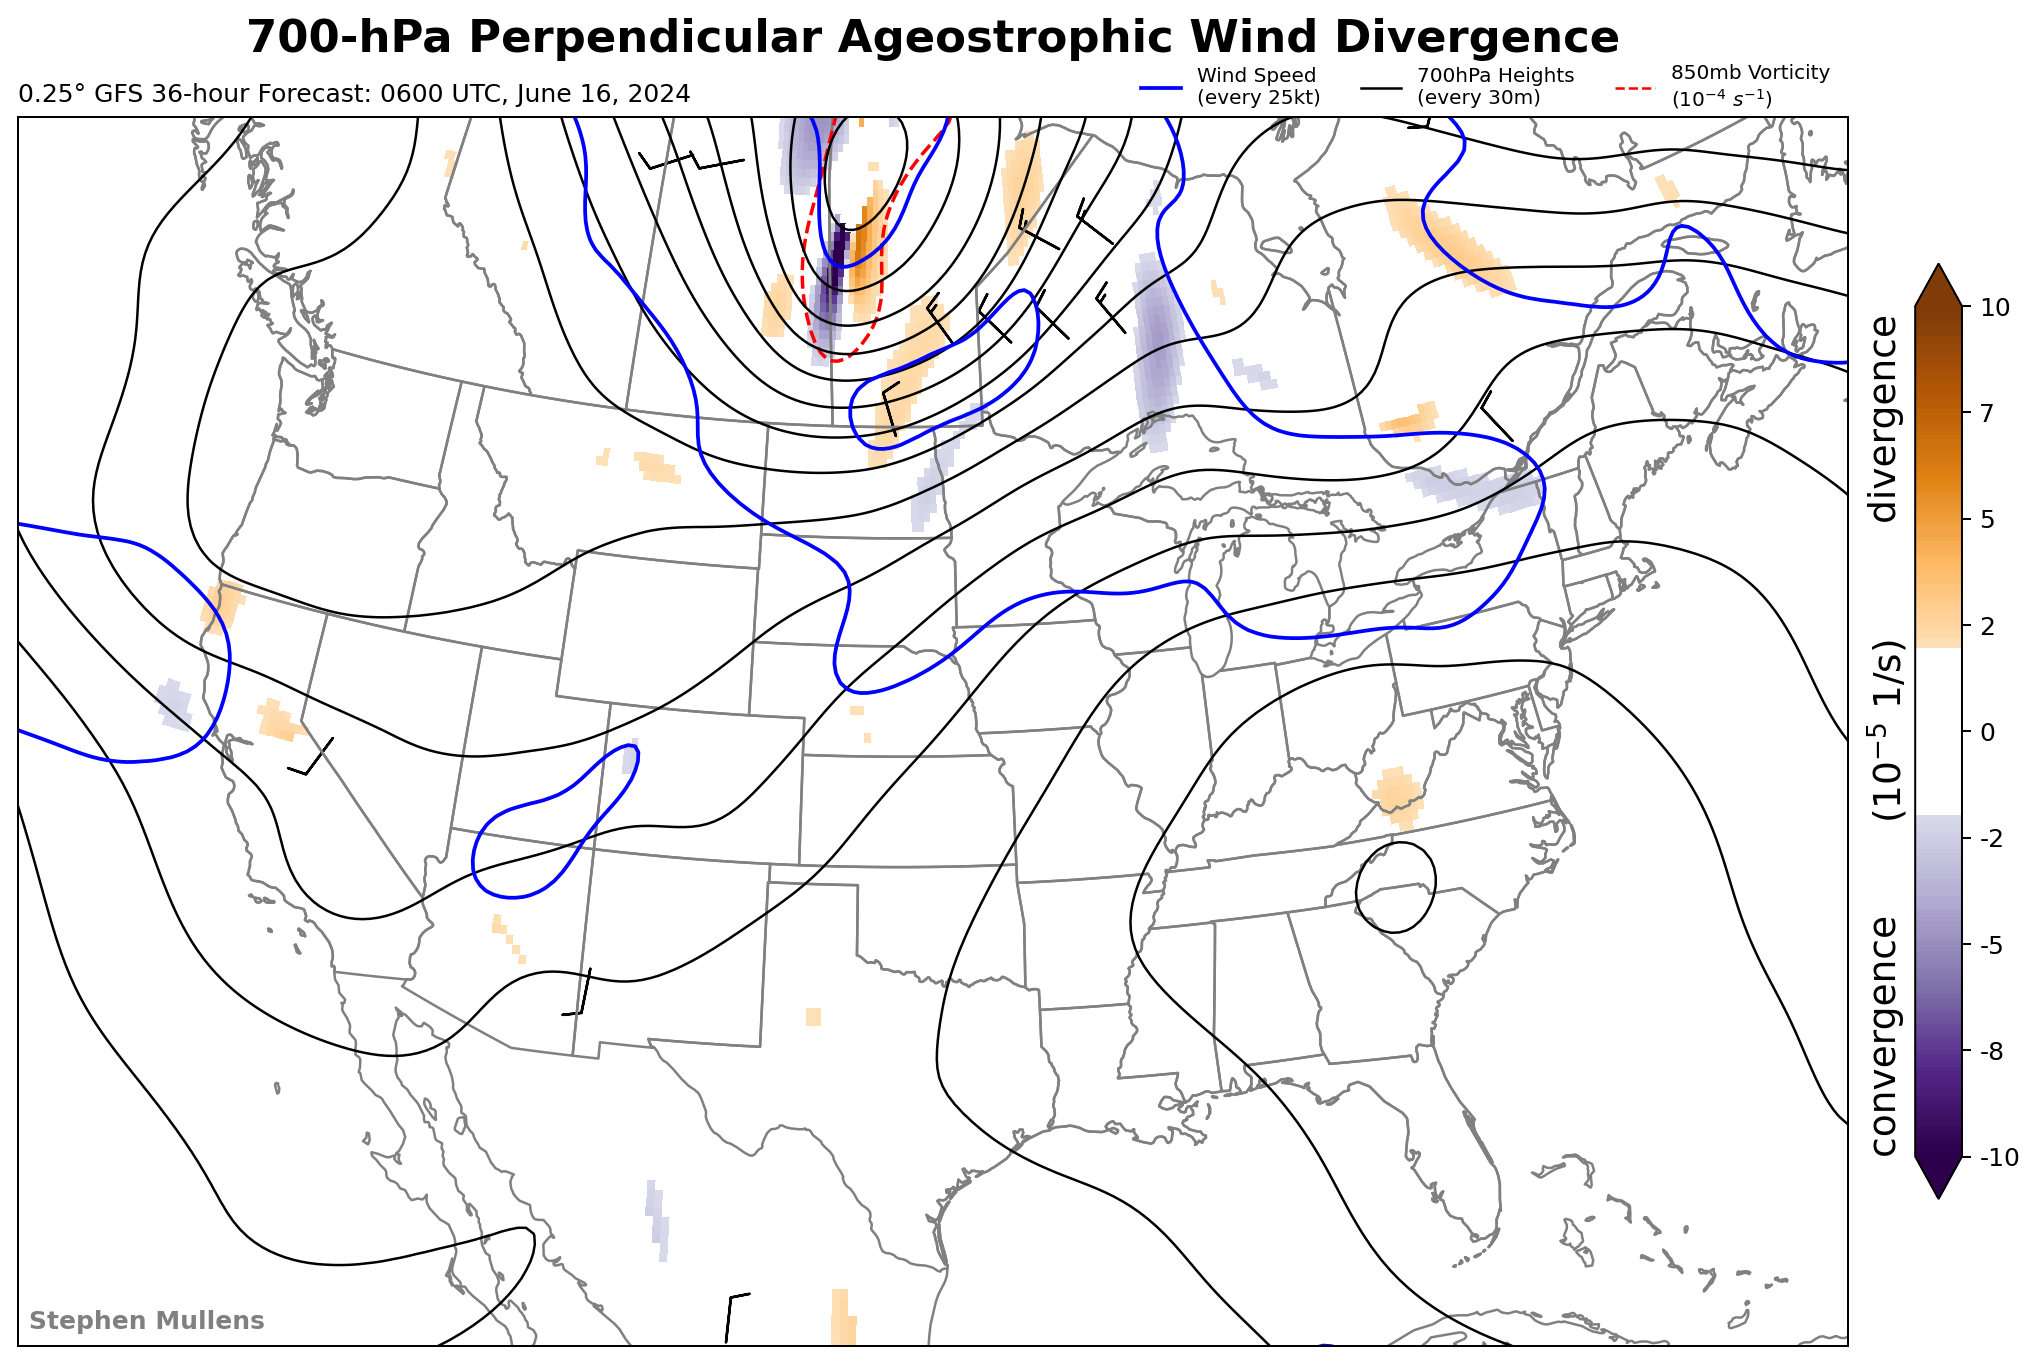 700-hPa Perpendicular Ageostrophic Wind Divergence
0.25° GFS 36-hour Forecast: 0600 UTC, June 16, 2024
Wind Speed
(every 25kt)
700hPa Heights
(every 30m)
850mb Vorticity
(10⁻⁴ s⁻¹)
10
7
5
2
0
-2
-5
-8
-10
convergence (10⁻⁵ 1/s) divergence
Stephen Mullens